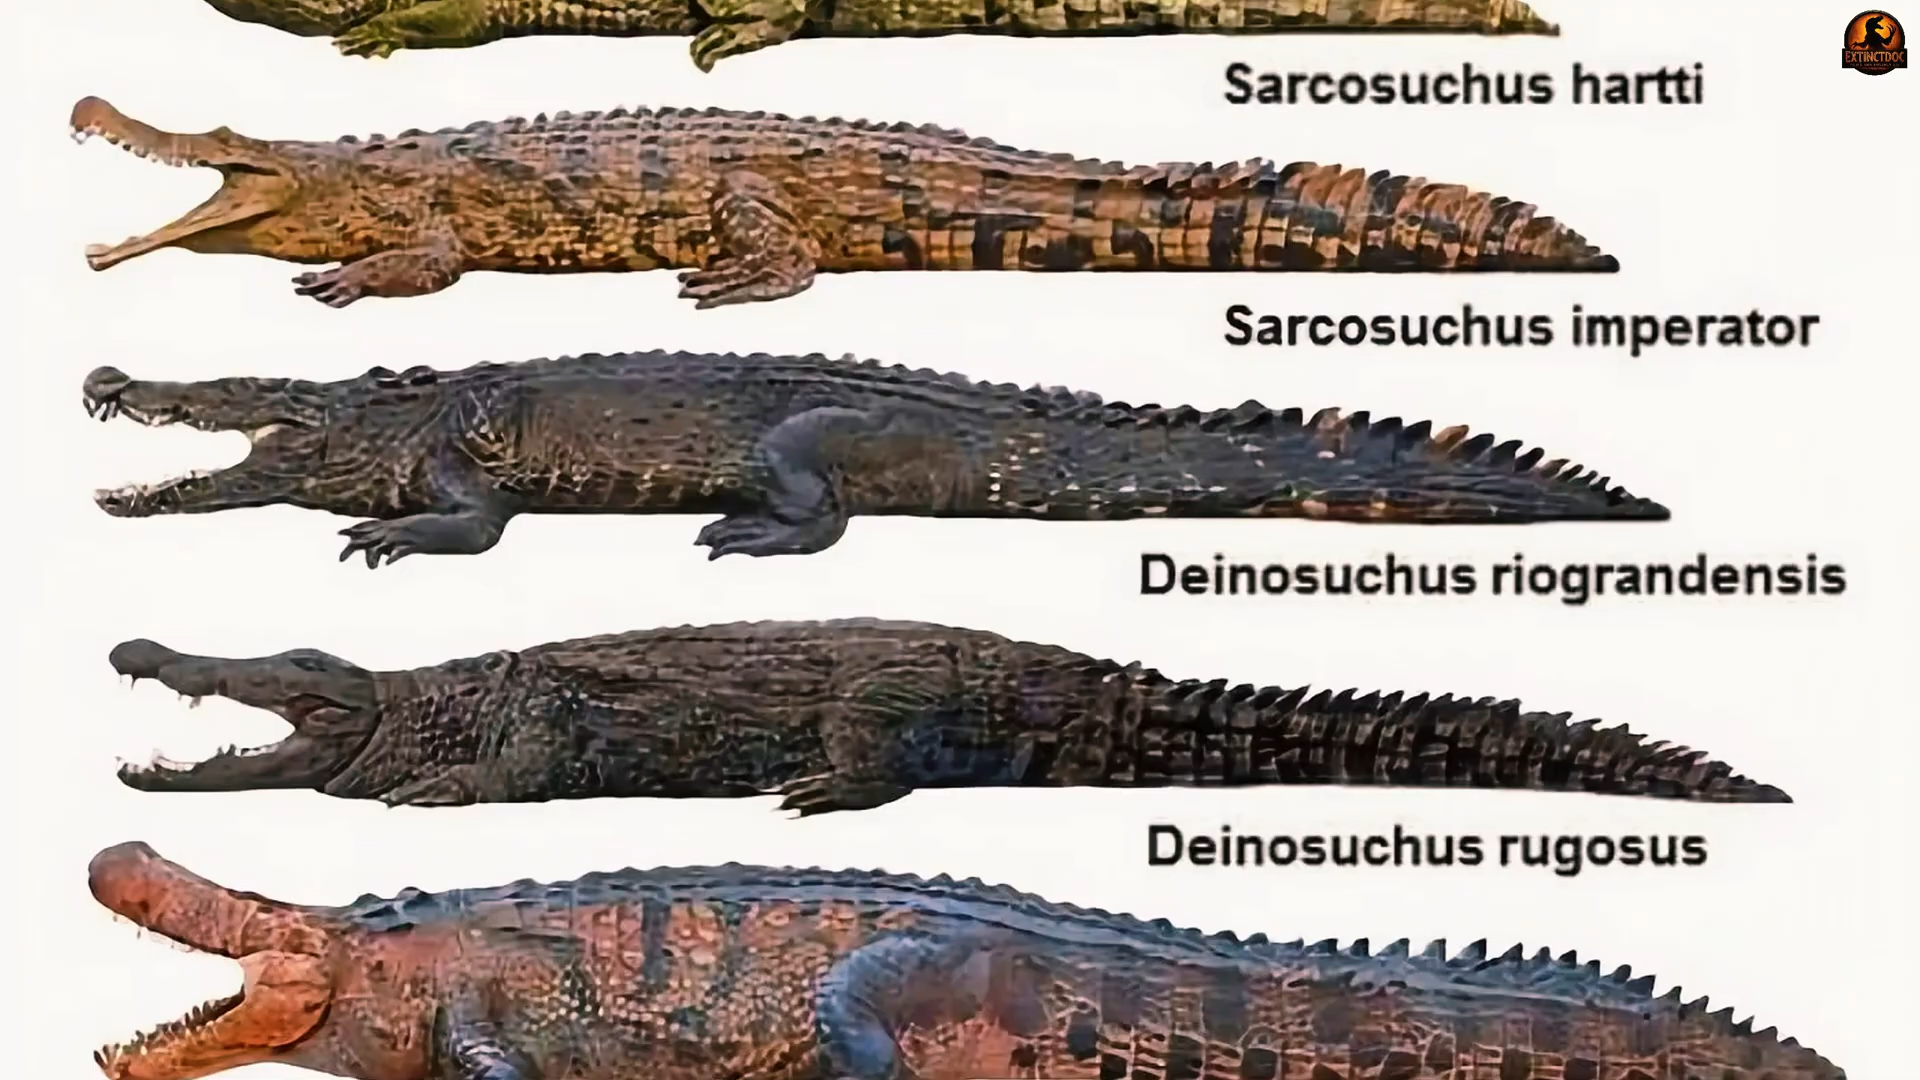 EXTINCTDOC
Sarcosuchus hartti
Sarcosuchus imperator
Deinosuchus riograndensis
Deinosuchus rugosus